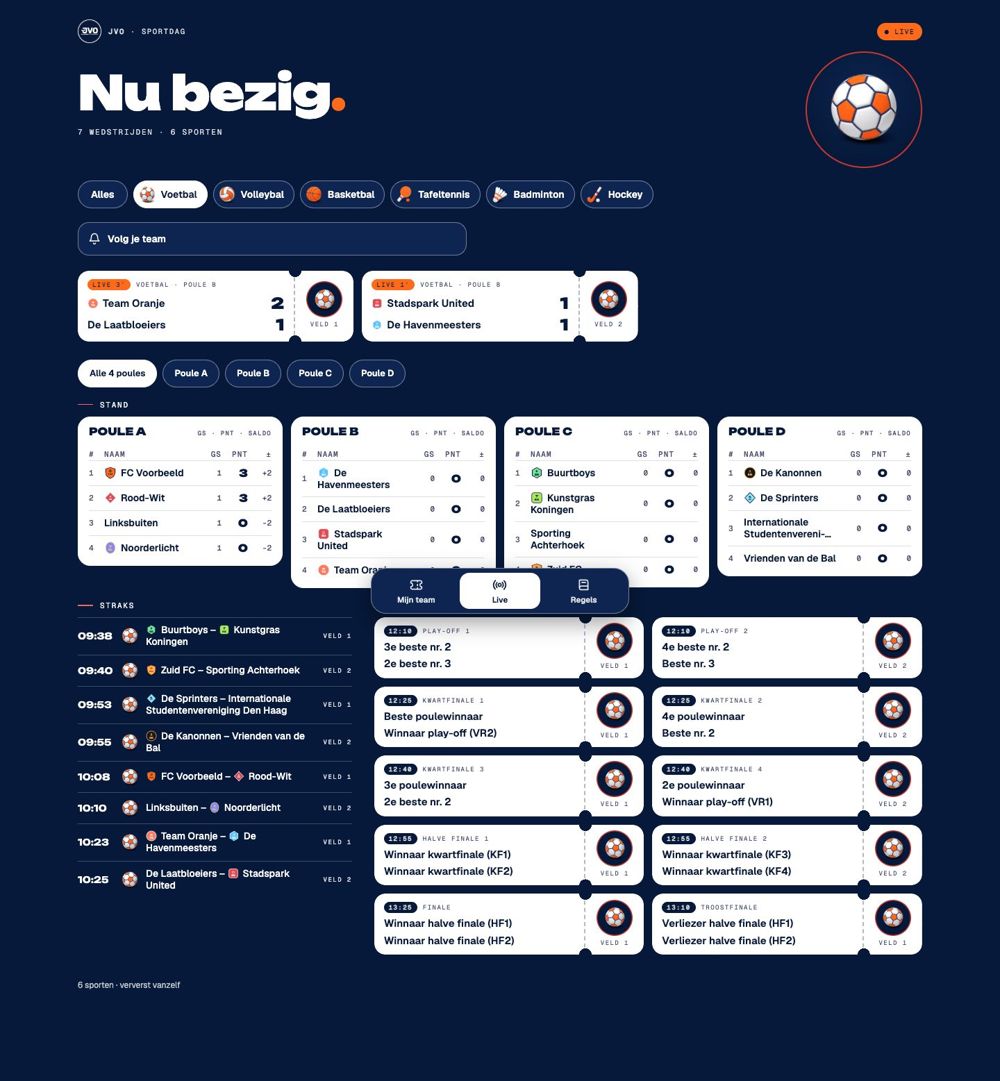 JVO JVO · SPORTDAG
LIVE
Nu bezig.
7 WEDSTRIJDEN · 6 SPORTEN
Alles Voetbal Volleybal Basketbal Tafeltennis Badminton Hockey
Volg je team
LIVE 3' VOETBAL · POULE B
Team Oranje 2
De Laatbloeiers 1
VELD 1
LIVE 1' VOETBAL · POULE B
Stadspark United 1
De Havenmeesters 1
VELD 2
Alle 4 poules Poule A Poule B Poule C Poule D
STAND
POULE A GS · PNT · SALDO
# NAAM GS PNT ±
1 FC Voorbeeld 1 3 +2
2 Rood-Wit 1 3 +2
3 Linksbuiten 1 0 -2
4 Noorderlicht 1 0 -2
POULE B GS · PNT · SALDO
# NAAM GS PNT ±
1 De Havenmeesters 0 0 0
2 De Laatbloeiers 0 0 0
3 Stadspark United 0 0 0
4 Team
POULE C GS · PNT · SALDO
# NAAM GS PNT ±
1 Buurtboys 0 0 0
2 Kunstgras Koningen 0 0 0
3 Sporting Achterhoek 0 0 0
POULE D GS · PNT · SALDO
# NAAM GS PNT ±
1 De Kanonnen 0 0 0
2 De Sprinters 0 0 0
3 Internationale Studentenvereni-... 0 0 0
4 Vrienden van de Bal 0 0 0
Mijn team Live Regels
STRAKS
09:38 Buurtboys – Kunstgras Koningen VELD 1
09:40 Zuid FC – Sporting Achterhoek VELD 2
09:53 De Sprinters – Internationale Studentenvereniging Den Haag VELD 1
09:55 De Kanonnen – Vrienden van de Bal VELD 2
10:08 FC Voorbeeld – Rood-Wit VELD 1
10:10 Linksbuiten – Noorderlicht VELD 2
10:23 Team Oranje – De Havenmeesters VELD 1
10:25 De Laatbloeiers – Stadspark United VELD 2
12:10 PLAY-OFF 1
3e beste nr. 2
2e beste nr. 3
VELD 1
12:10 PLAY-OFF 2
4e beste nr. 2
Beste nr. 3
VELD 2
12:25 KWARTFINALE 1
Beste poulewinnaar
Winnaar play-off (VR2)
VELD 1
12:25 KWARTFINALE 2
4e poulewinnaar
Beste nr. 2
VELD 2
12:40 KWARTFINALE 3
3e poulewinnaar
2e beste nr. 2
VELD 1
12:40 KWARTFINALE 4
2e poulewinnaar
Winnaar play-off (VR1)
VELD 2
12:55 HALVE FINALE 1
Winnaar kwartfinale (KF1)
Winnaar kwartfinale (KF2)
VELD 1
12:55 HALVE FINALE 2
Winnaar kwartfinale (KF3)
Winnaar kwartfinale (KF4)
VELD 2
13:25 FINALE
Winnaar halve finale (HF1)
Winnaar halve finale (HF2)
VELD 1
13:10 TROOSTFINALE
Verliezer halve finale (HF1)
Verliezer halve finale (HF2)
VELD 1
6 sporten · ververst vanzelf